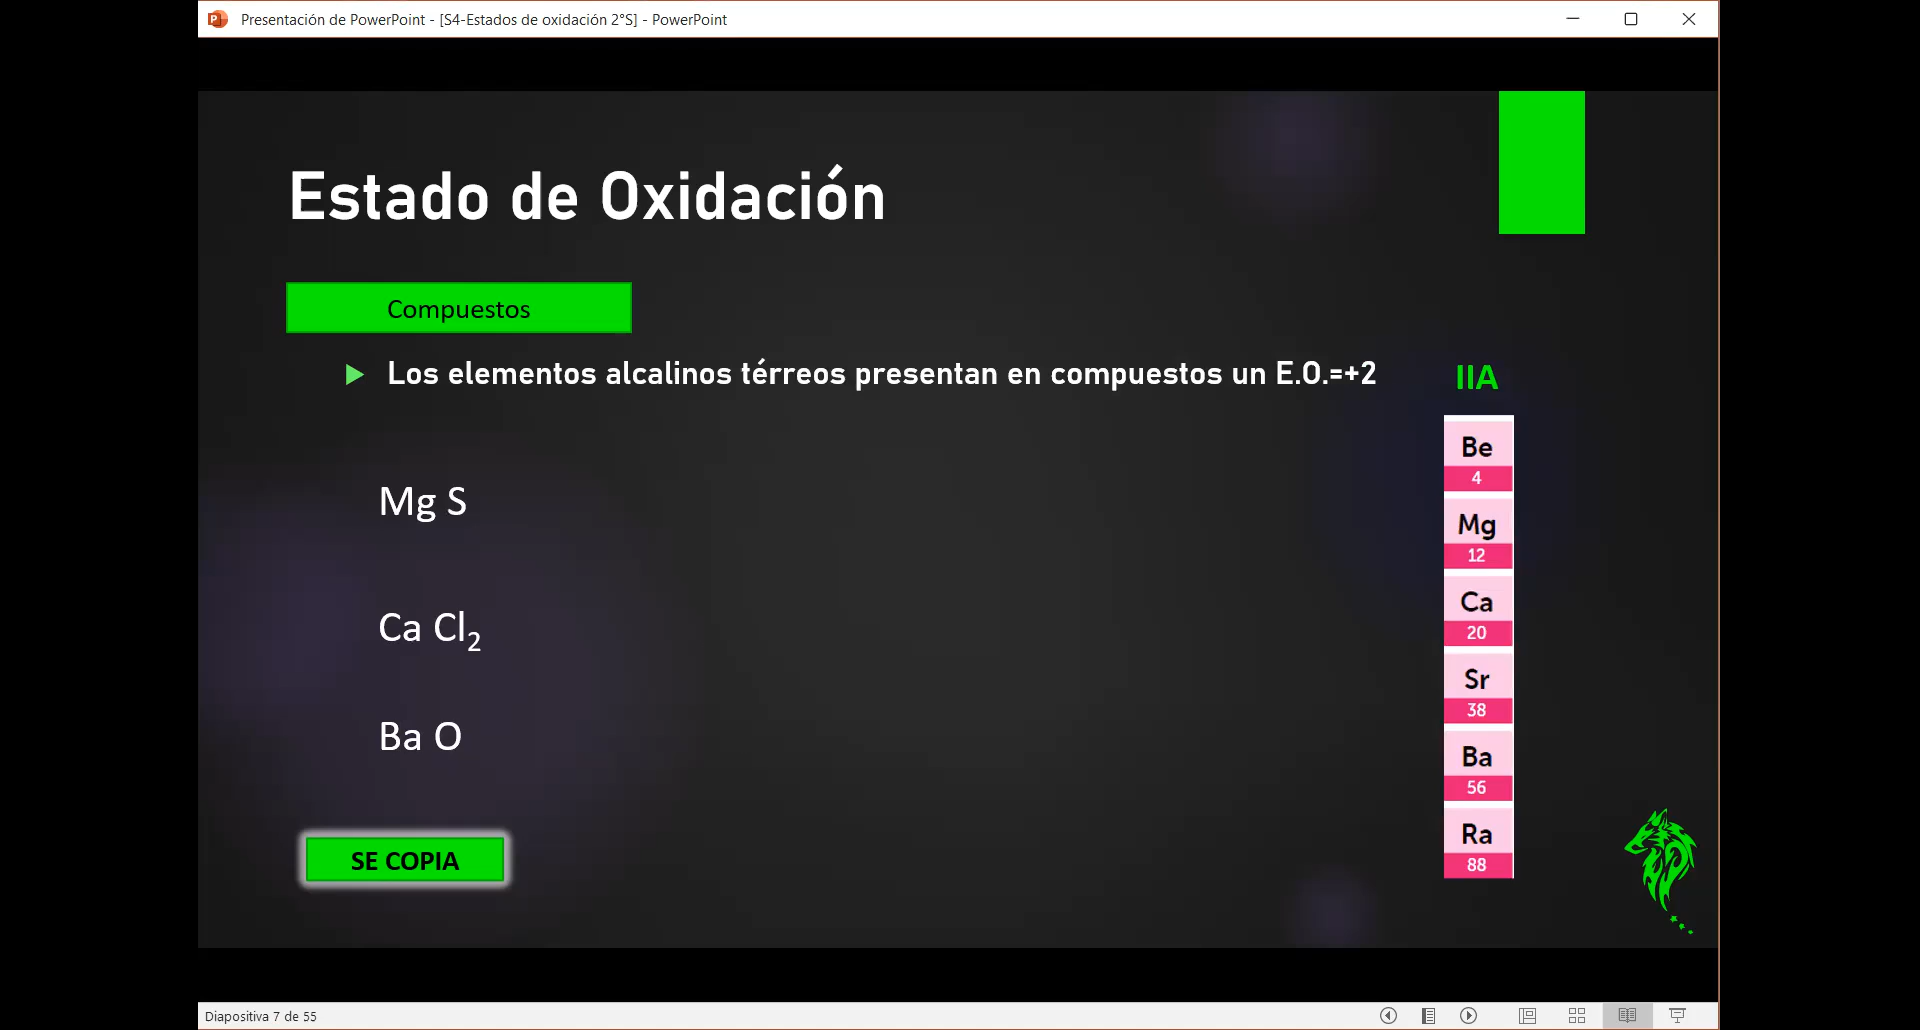 Presentación de PowerPoint - [S4-Estados de oxidación 2°S] - PowerPoint
Estado de Oxidación
Compuestos
Los elementos alcalinos térreos presentan en compuestos un E.O.=+2
IIA
Be
4
Mg
12
Ca
20
Sr
38
Ba
56
Ra
88
Mg S
Ca Cl₂
Ba O
SE COPIA
Diapositiva 7 de 55